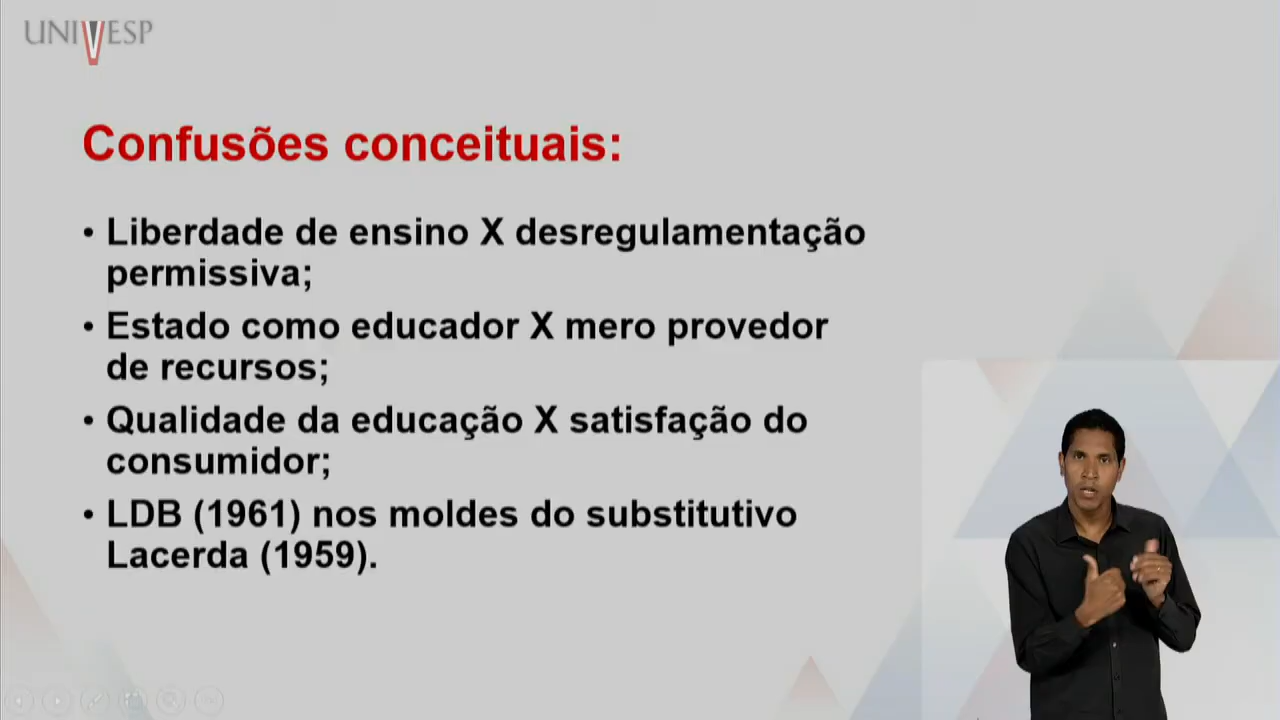 UNIVESP
Confusões conceituais:
• Liberdade de ensino X desregulamentação
permissiva;
• Estado como educador X mero provedor
de recursos;
• Qualidade da educação X satisfação do
consumidor;
• LDB (1961) nos moldes do substitutivo
Lacerda (1959).